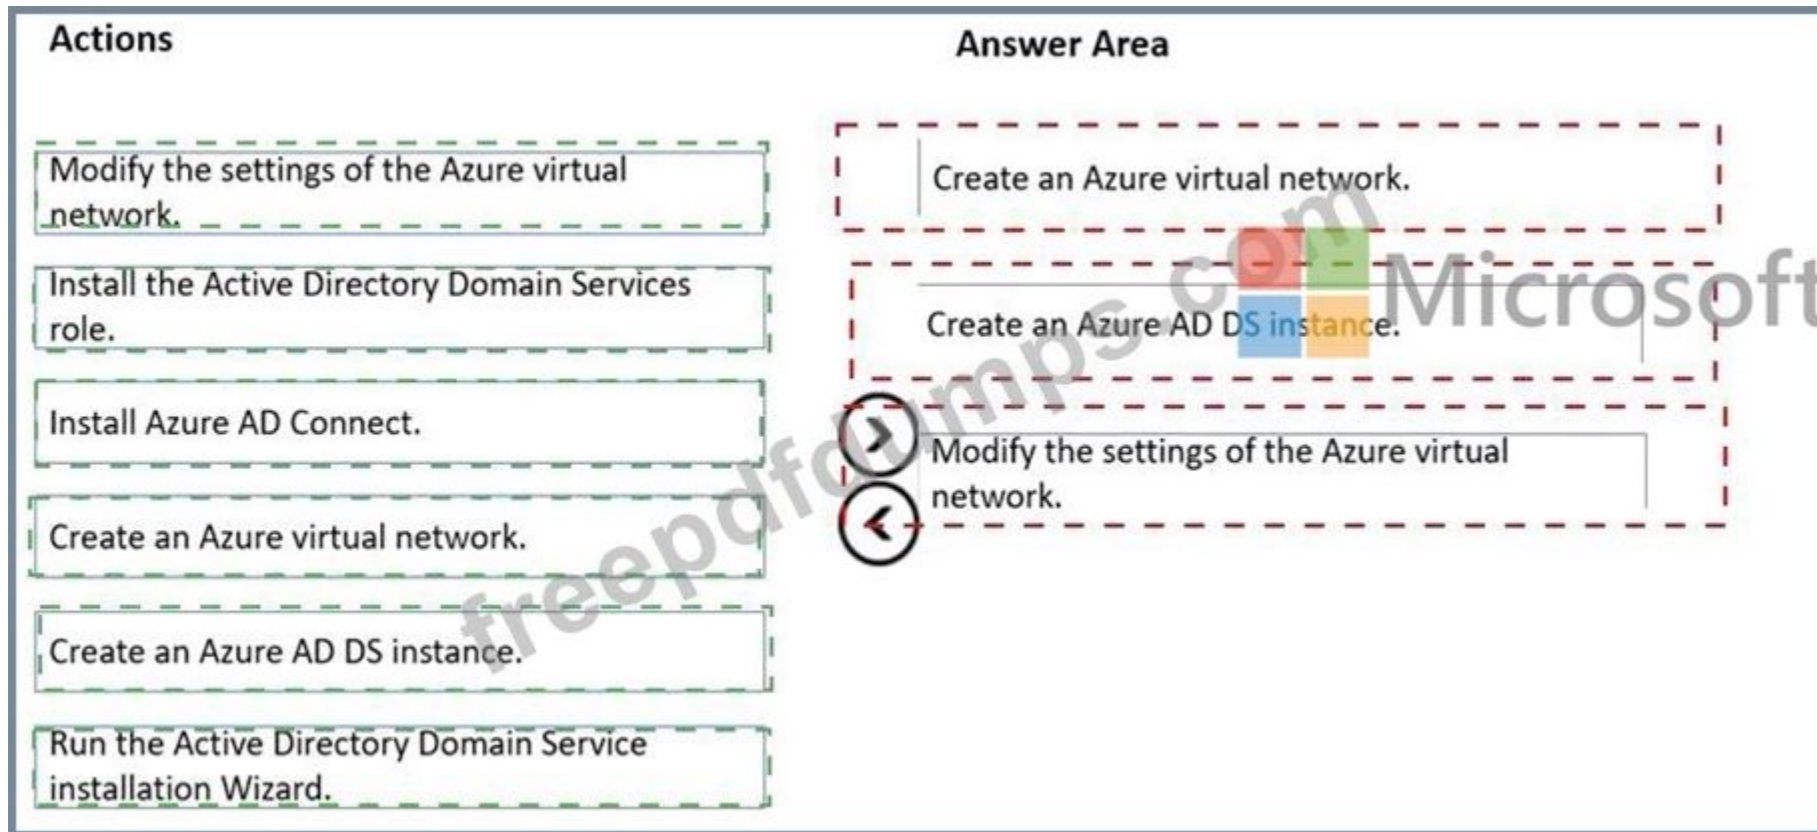 Actions
Modify the settings of the Azure virtual
network.
Install the Active Directory Domain Services
role.
Install Azure AD Connect.
Create an Azure virtual network.
Create an Azure AD DS instance.
Run the Active Directory Domain Service
installation Wizard.
Answer Area
Create an Azure virtual network.
Create an Azure AD DS instance.
Modify the settings of the Azure virtual
network.
Microsoft
freepdfdumps.com